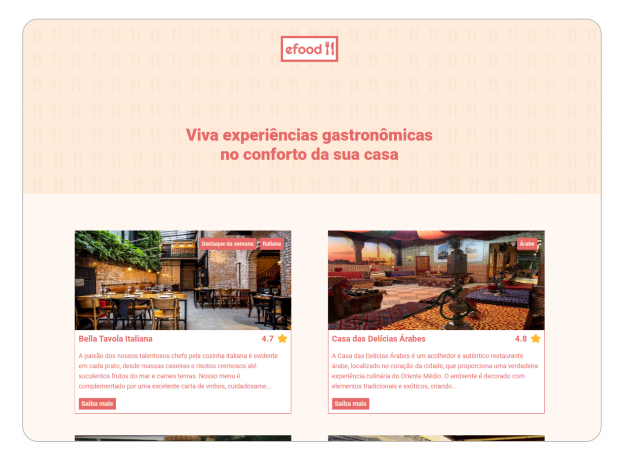 efood
Viva experiências gastronômicas
no conforto da sua casa
Destaque da semana Italiana
Bella Tavola Italiana 4.7
A paixão dos nossos talentosos chefs pela cozinha italiana é evidente
em cada prato, desde massas caseiras e risotos cremosos até
suculentos frutos do mar e carnes tenras. Nosso menu é
complementado por uma excelente carta de vinhos, cuidadosame...
Saiba mais
Árabe
Casa das Delícias Árabes 4.8
A Casa das Delícias Árabes é um acolhedor e autêntico restaurante
árabe, localizado no coração da cidade, que proporciona uma verdadeira
experiência culinária do Oriente Médio. O ambiente é decorado com
elementos tradicionais e exóticos, criando...
Saiba mais